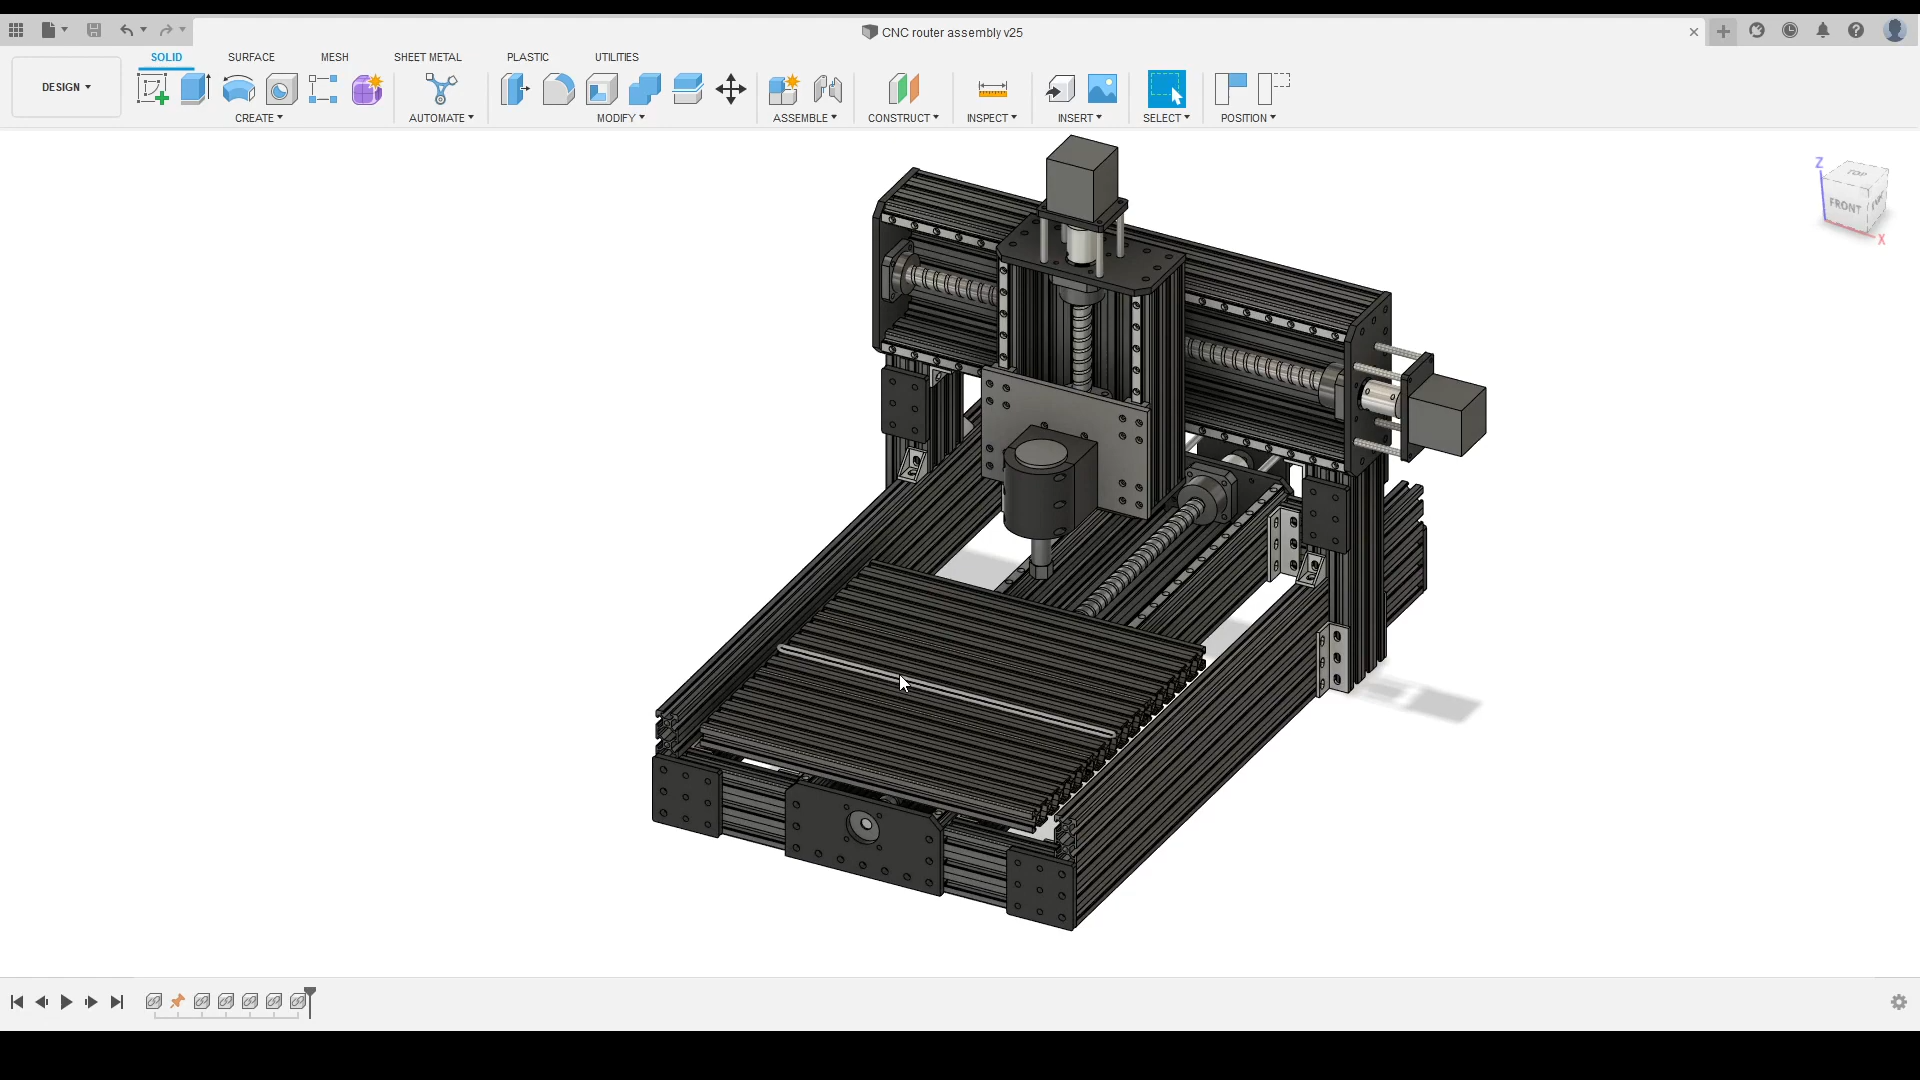 CNC router assembly v25
SOLID SURFACE MESH SHEET METAL PLASTIC UTILITIES
DESIGN
CREATE AUTOMATE MODIFY ASSEMBLE CONSTRUCT INSPECT INSERT SELECT POSITION
Z
TOP
FRONT
X